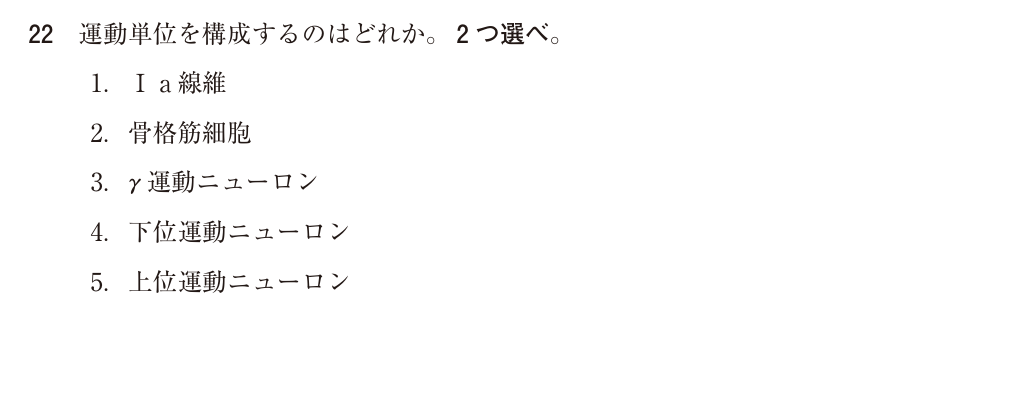 22 運動単位を構成するのはどれか。2つ選べ。
1. Ⅰa線維
2. 骨格筋細胞
3. γ運動ニューロン
4. 下位運動ニューロン
5. 上位運動ニューロン